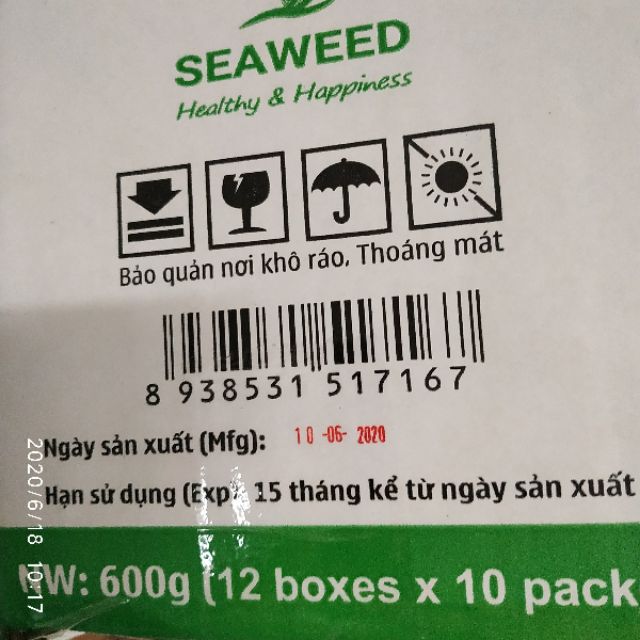 SEAWEED
Healthy & Happiness
Bảo quản nơi khô ráo, Thoáng mát
8 938531 517167
Ngày sản xuất (Mfg): 10 -06- 2020
Hạn sử dụng (Exp): 15 tháng kể từ ngày sản xuất
NW: 600g (12 boxes x 10 pack
2020/6/18 10:17